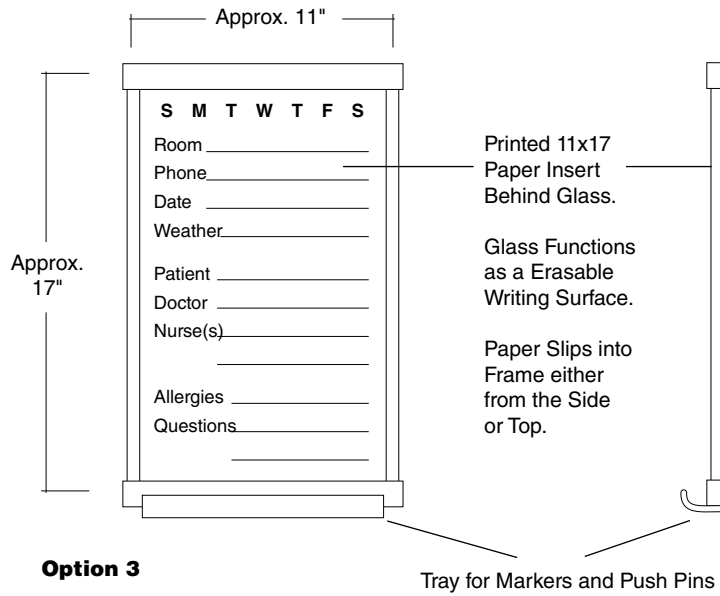 Approx. 11"
S M T W T F S
Room
Phone
Date
Weather
Patient
Doctor
Nurse(s)
Allergies
Questions
Approx.
17"
Printed 11x17
Paper Insert
Behind Glass.
Glass Functions
as a Erasable
Writing Surface.
Paper Slips into
Frame either
from the Side
or Top.
Option 3
Tray for Markers and Push Pins